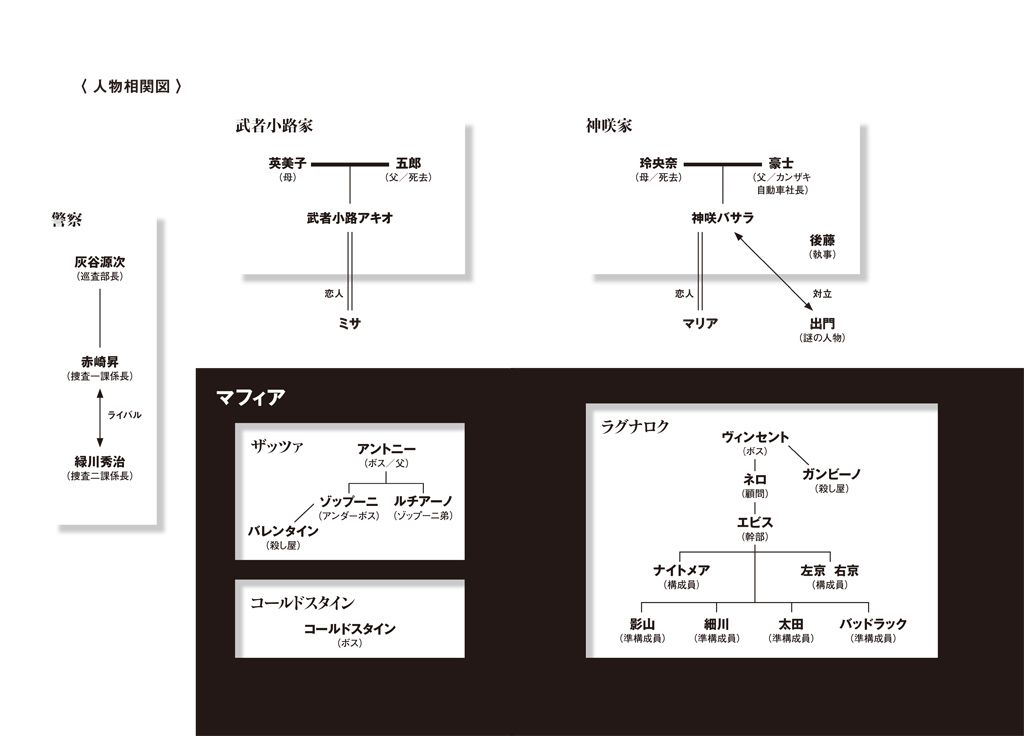 〈 人物相関図 〉
武者小路家
英美子
(母)
五郎
(父／死去)
武者小路アキオ
恋人
ミサ
神咲家
玲央奈
(母／死去)
豪士
(父／カンザキ
自動車社長)
神咲バサラ
後藤
(執事)
恋人
マリア
対立
出門
(謎の人物)
警察
灰谷源次
(巡査部長)
赤崎昇
(捜査一課係長)
ライバル
緑川秀治
(捜査二課係長)
マフィア
ザッツァ
アントニー
(ボス／父)
ゾップーニ
(アンダーボス)
ルチアーノ
(ゾップーニ弟)
バレンタイン
(殺し屋)
コールドスタイン
コールドスタイン
(ボス)
ラグナロク
ヴィンセント
(ボス)
ガンビーノ
(殺し屋)
ネロ
(顧問)
エビス
(幹部)
ナイトメア
(構成員)
左京 右京
(構成員)
影山
(準構成員)
細川
(準構成員)
太田
(準構成員)
バッドラック
(準構成員)